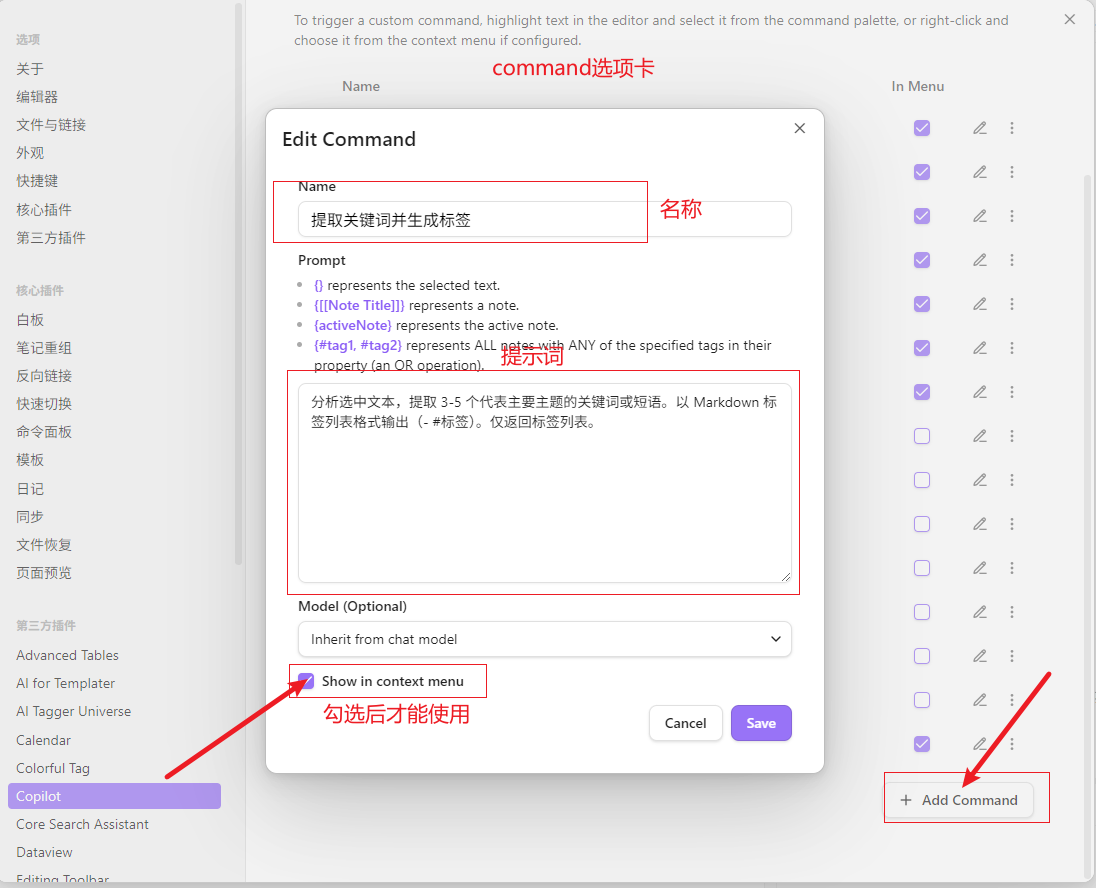 To trigger a custom command, highlight text in the editor and select it from the command palette, or right-click and
choose it from the context menu if configured.
command选项卡
Name
In Menu
选项
关于
编辑器
文件与链接
外观
快捷键
核心插件
第三方插件
核心插件
白板
笔记重组
反向链接
快速切换
命令面板
模板
日记
同步
文件恢复
页面预览
第三方插件
Advanced Tables
AI for Templater
AI Tagger Universe
Calendar
Colorful Tag
Copilot
Core Search Assistant
Dataview
Editing Toolbar
Edit Command
Name
提取关键词并生成标签
名称
Prompt
{} represents the selected text.
{[[Note Title]]} represents a note.
{activeNote} represents the active note.
{#tag1, #tag2} represents ALL notes with ANY of the specified tags in their
property (an OR operation).
提示词
分析选中文本，提取 3-5 个代表主要主题的关键词或短语。以 Markdown 标
签列表格式输出（- #标签）。仅返回标签列表。
Model (Optional)
Inherit from chat model
Show in context menu
勾选后才能使用
Cancel
Save
Add Command